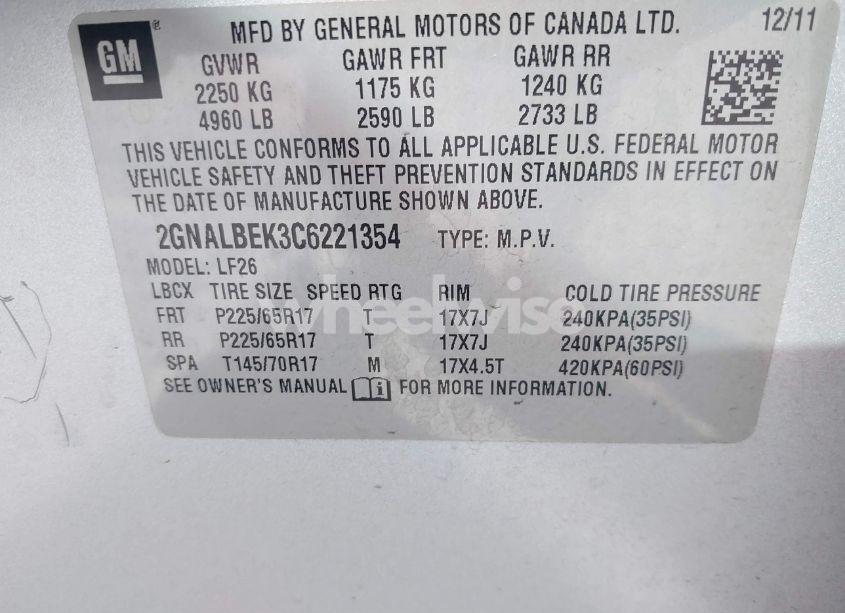 GM ® MFD BY GENERAL MOTORS OF CANADA LTD. 12/11
GVWR GAWR FRT GAWR RR
2250 KG 1175 KG 1240 KG
4960 LB 2590 LB 2733 LB
THIS VEHICLE CONFORMS TO ALL APPLICABLE U.S. FEDERAL MOTOR
VEHICLE SAFETY AND THEFT PREVENTION STANDARDS IN EFFECT ON
THE DATE OF MANUFACTURE SHOWN ABOVE.
2GNALBEK3C6221354 TYPE: M.P.V.
MODEL: LF26
LBCX TIRE SIZE SPEED RTG RIM COLD TIRE PRESSURE
FRT P225/65R17 T 17X7J 240KPA(35PSI)
wheelwise
RR P225/65R17 T 17X7J 240KPA(35PSI)
SPA T145/70R17 M 17X4.5T 420KPA(60PSI)
SEE OWNER'S MANUAL i FOR MORE INFORMATION.